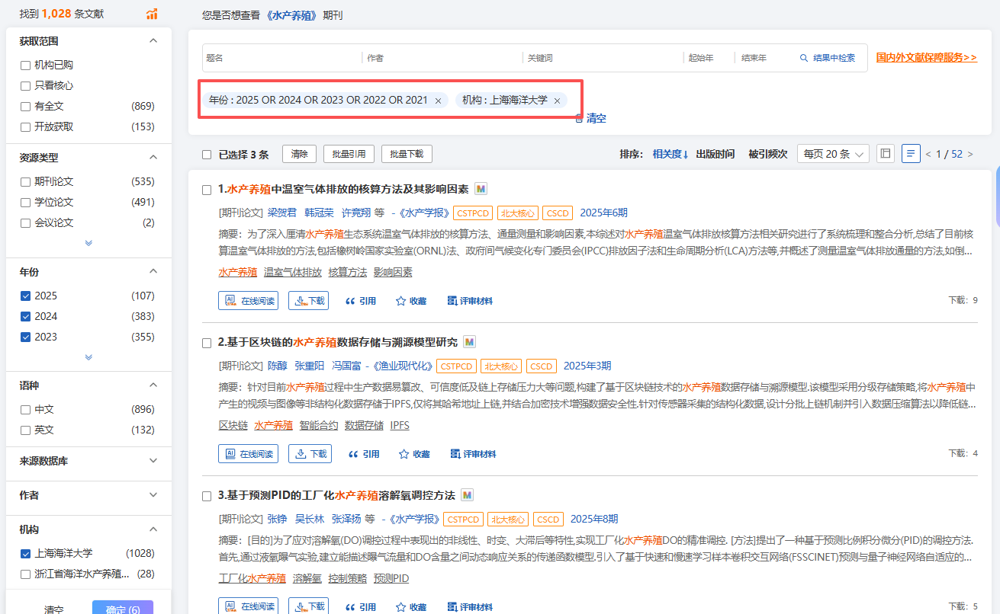 找到 1,028 条文献
获取范围
机构已购
只看核心
有全文 (869)
开放获取 (153)
资源类型
期刊论文 (535)
学位论文 (491)
会议论文 (2)
年份
2025 (107)
2024 (383)
2023 (355)
语种
中文 (896)
英文 (132)
来源数据库
作者
机构
上海海洋大学 (1028)
浙江省海洋水产养殖... (28)
清空 确定 (6)
您是否想查看 《水产养殖》 期刊
题名 作者 关键词 起始年 结束年 结果中检索 国内外文献保障服务>>
年份 : 2025 OR 2024 OR 2023 OR 2022 OR 2021 × 机构 : 上海海洋大学 ×
清空
已选择 3 条 清除 批量引用 批量下载 排序: 相关度↓ 出版时间 被引频次 每页 20 条 < 1 / 52 >
1.水产养殖中温室气体排放的核算方法及其影响因素 M
[期刊论文] 梁贺君 韩冠荣 许竞翔 等 -《水产学报》 CSTPCD 北大核心 CSCD 2025年6期
摘要：为了深入厘清水产养殖生态系统温室气体排放的核算方法、通量测量和影响因素,本综述对水产养殖温室气体排放核算方法相关研究进行了系统梳理和整合分析,总结了目前核
算温室气体排放的方法,包括橡树岭国家实验室(ORNL)法、政府间气候变化专门委员会(IPCC)排放因子法和生命周期分析(LCA)方法等,并概述了测量温室气体排放通量的方法,如倒...
水产养殖 温室气体排放 核算方法 影响因素
在线阅读 下载 引用 收藏 评审材料 下载：9
2.基于区块链的水产养殖数据存储与溯源模型研究 M
[期刊论文] 陈醇 张重阳 冯国富 -《渔业现代化》 CSTPCD 北大核心 CSCD 2025年3期
摘要：针对目前水产养殖过程中生产数据易篡改、可信度低及链上存储压力大等问题,构建了基于区块链技术的水产养殖数据存储与溯源模型.该模型采用分级存储策略,将水产养殖中
产生的视频与图像等非结构化数据存储于IPFS,仅将其哈希地址上链,并结合加密技术增强数据安全性.针对传感器采集的结构化数据,设计分批上链机制并引入数据压缩算法以降低链...
区块链 水产养殖 智能合约 数据存储 IPFS
在线阅读 下载 引用 收藏 评审材料 下载：4
3.基于预测PID的工厂化水产养殖溶解氧调控方法 M
[期刊论文] 张铮 吴长林 张泽扬 等 -《水产学报》 CSTPCD 北大核心 CSCD 2025年8期
摘要：[目的]为了应对溶解氧(DO)调控过程中表现出的非线性、时变、大滞后等特性,实现工厂化水产养殖DO的精准调控. [方法]提出了一种基于预测比例积分微分(PID)的调控方法.
首先,通过液氧曝气实验,建立能描述曝气流量和DO含量之间动态响应关系的传递函数模型.引入了基于快速和慢速学习样本卷积交互网络(FSSCINET)预测与量子神经网络自适应的...
工厂化水产养殖 溶解氧 控制策略 预测PID
在线阅读 下载 引用 收藏 评审材料 下载：5